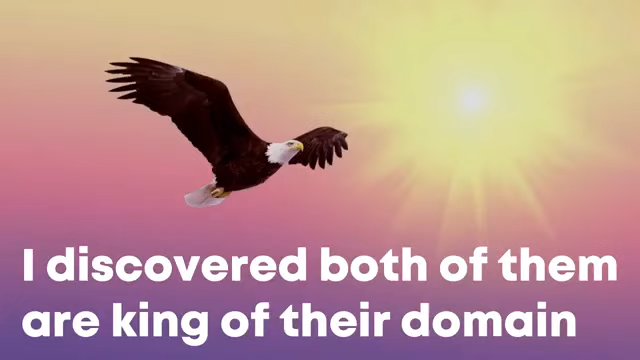 I discovered both of them
are king of their domain